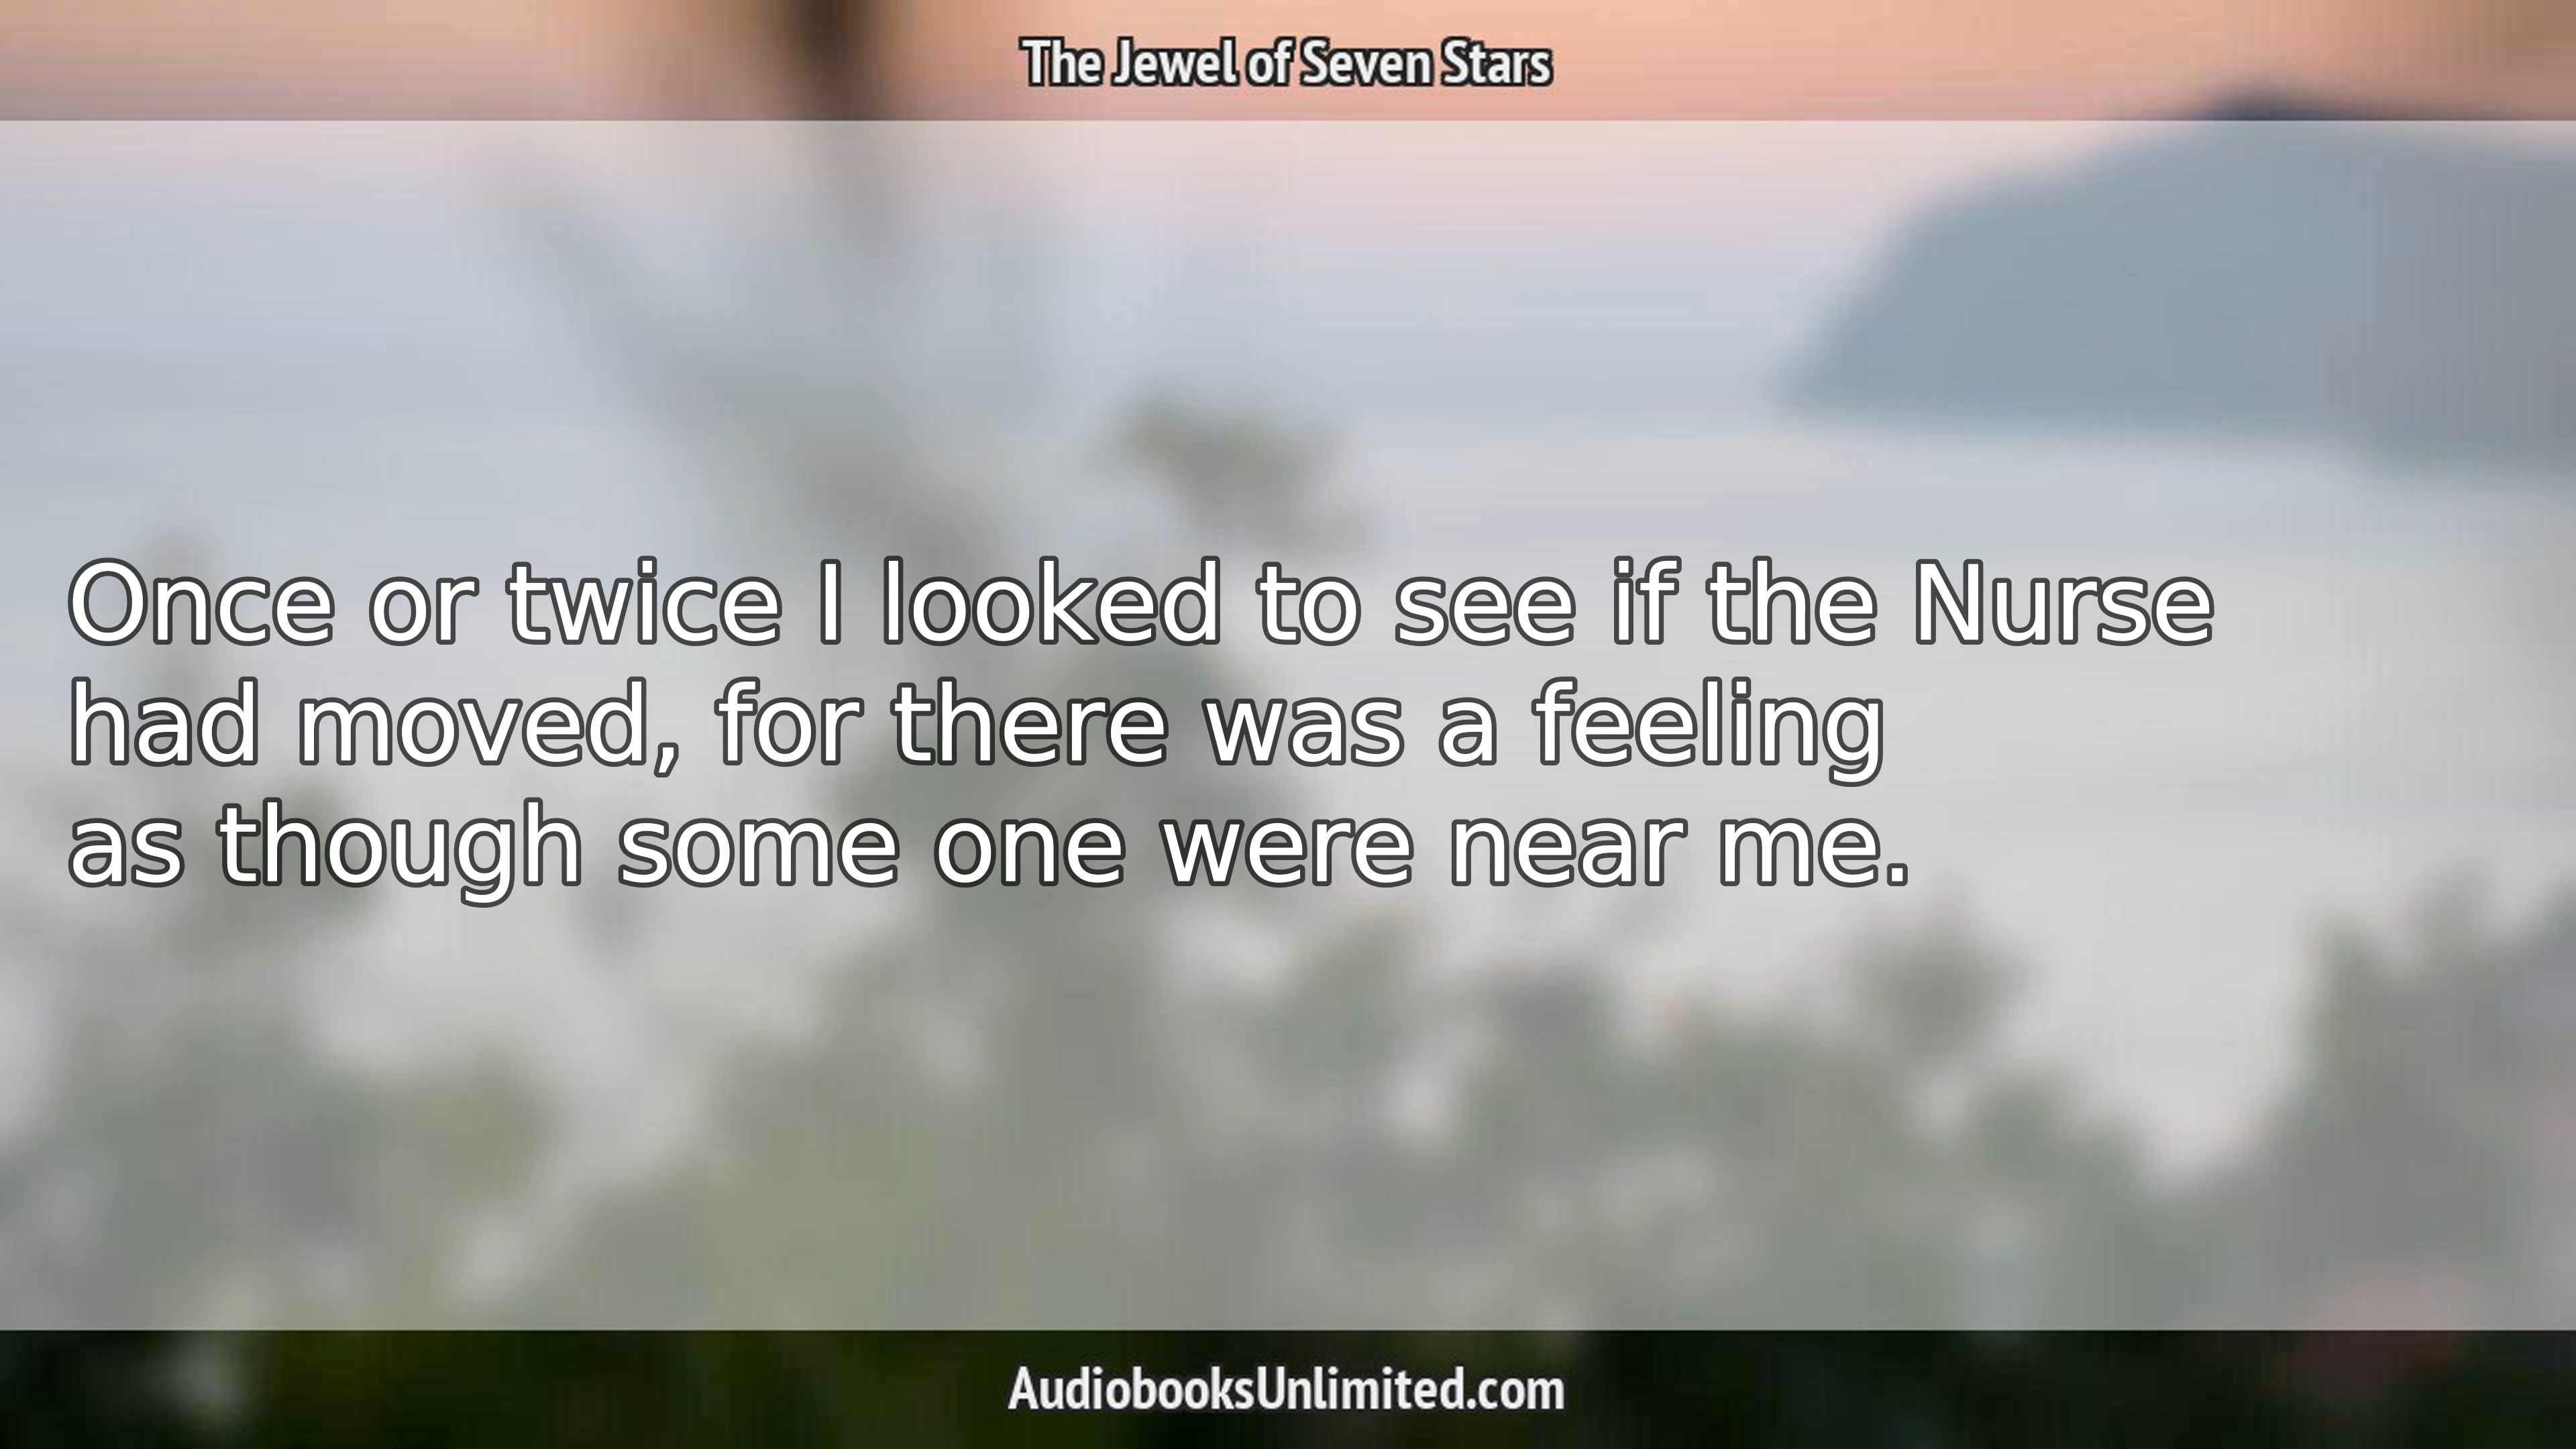 The Jewel of Seven Stars
Once or twice I looked to see if the Nurse
had moved, for there was a feeling
as though some one were near me.
AudiobooksUnlimited.com